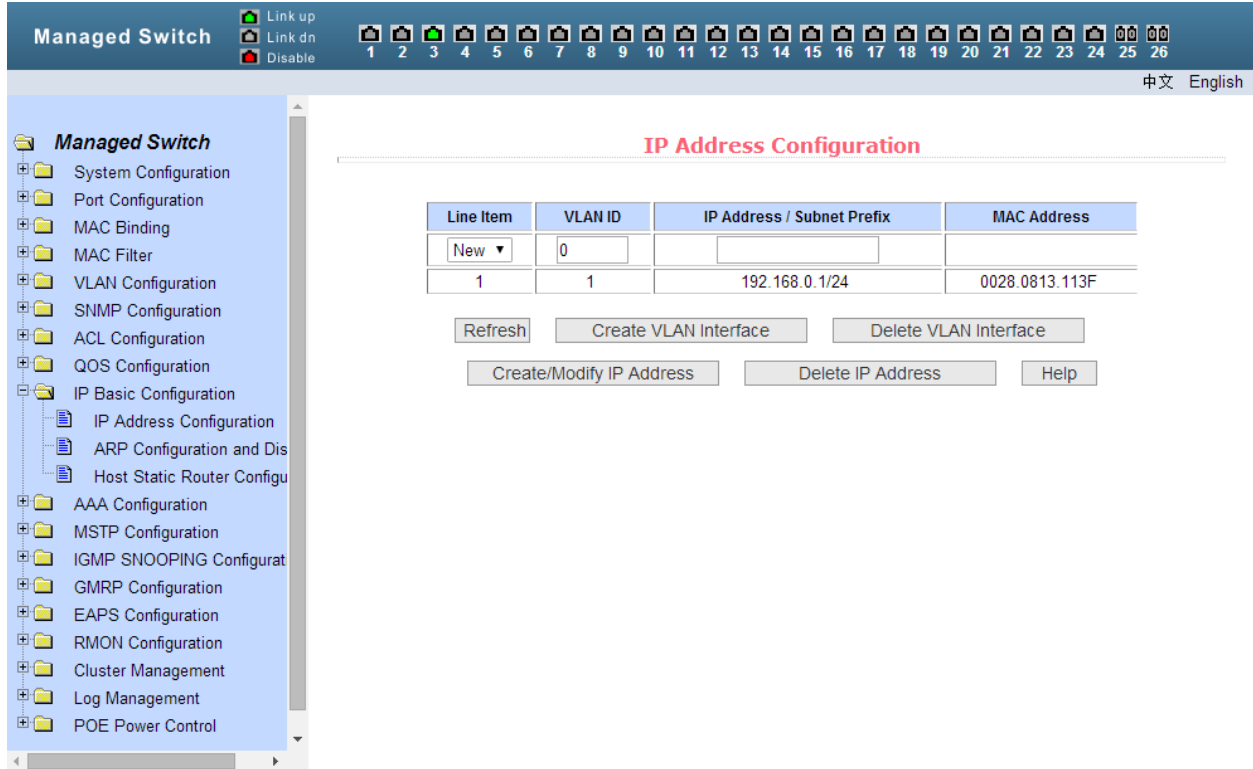 Managed Switch
Link up
Link dn
Disable
1 2 3 4 5 6 7 8 9 10 11 12 13 14 15 16 17 18 19 20 21 22 23 24 25 26
中文 English
Managed Switch
System Configuration
Port Configuration
MAC Binding
MAC Filter
VLAN Configuration
SNMP Configuration
ACL Configuration
QOS Configuration
IP Basic Configuration
IP Address Configuration
ARP Configuration and Dis
Host Static Router Configu
AAA Configuration
MSTP Configuration
IGMP SNOOPING Configurat
GMRP Configuration
EAPS Configuration
RMON Configuration
Cluster Management
Log Management
POE Power Control
IP Address Configuration
Line Item VLAN ID IP Address / Subnet Prefix MAC Address
New 0
1 1 192.168.0.1/24 0028.0813.113F
Refresh Create VLAN Interface Delete VLAN Interface
Create/Modify IP Address Delete IP Address Help